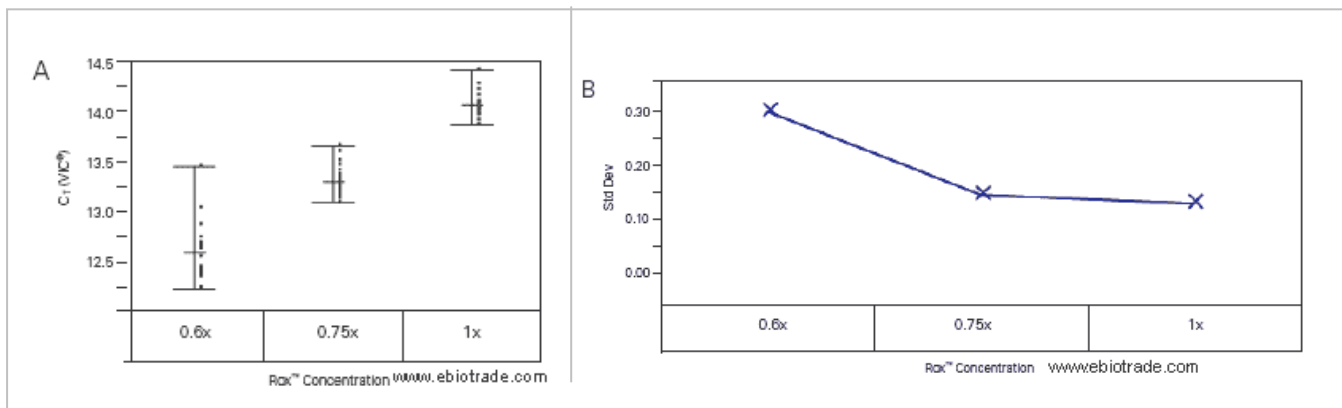 A
C_T (VIC®)
14.5
14.0
13.5
13.0
12.5
0.6x 0.75x 1x
Rox™ Concentration www.ebiotrade.com
B
Std Dev
0.30
0.20
0.10
0.00
0.6x 0.75x 1x
Rox™ Concentration www.ebiotrade.com